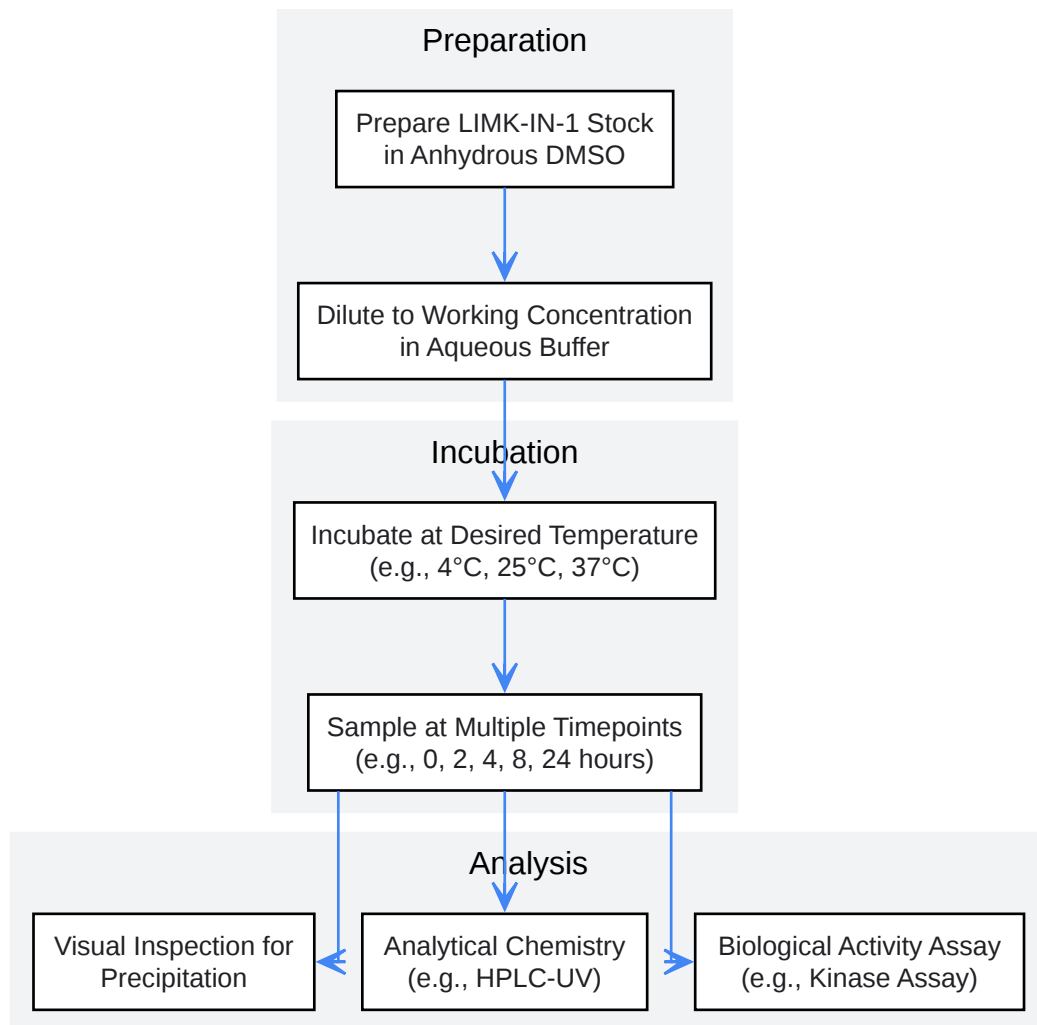 Preparation
Prepare LIMK-IN-1 Stock
in Anhydrous DMSO
Dilute to Working Concentration
in Aqueous Buffer
Incubation
Incubate at Desired Temperature
(e.g., 4°C, 25°C, 37°C)
Sample at Multiple Timepoints
(e.g., 0, 2, 4, 8, 24 hours)
Analysis
Visual Inspection for
Precipitation
Analytical Chemistry
(e.g., HPLC-UV)
Biological Activity Assay
(e.g., Kinase Assay)